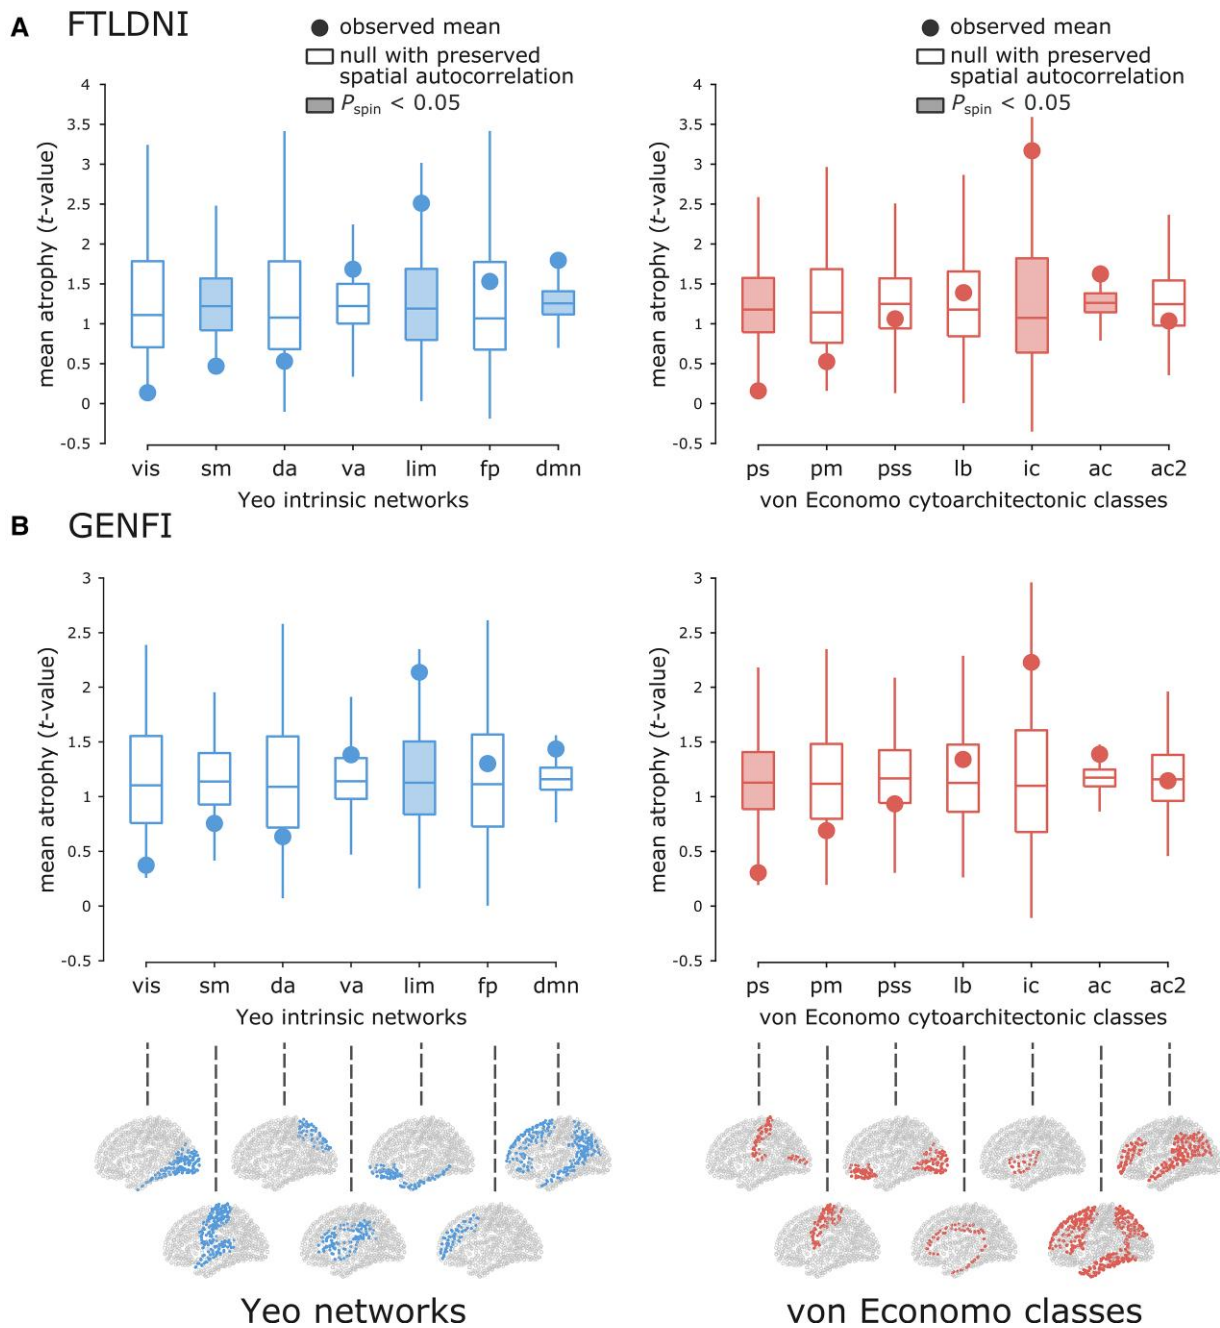 A FTLDNI
observed mean
null with preserved
spatial autocorrelation
Pspin < 0.05
mean atrophy (t-value)
4
3.5
3
2.5
2
1.5
1
0.5
0
-0.5
vis sm da va lim fp dmn
Yeo intrinsic networks
observed mean
null with preserved
spatial autocorrelation
Pspin < 0.05
mean atrophy (t-value)
4
3.5
3
2.5
2
1.5
1
0.5
0
-0.5
ps pm pss lb ic ac ac2
von Economo cytoarchitectonic classes
B GENFI
mean atrophy (t-value)
3
2.5
2
1.5
1
0.5
0
-0.5
vis sm da va lim fp dmn
Yeo intrinsic networks
mean atrophy (t-value)
3
2.5
2
1.5
1
0.5
0
-0.5
ps pm pss lb ic ac ac2
von Economo cytoarchitectonic classes
Yeo networks
von Economo classes